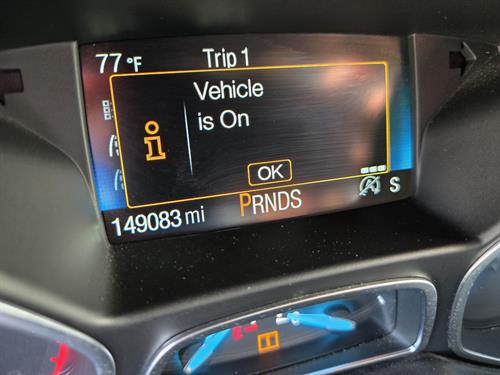 77 °F Trip 1
Vehicle
is On
i
OK
149083 mi PRNDS S